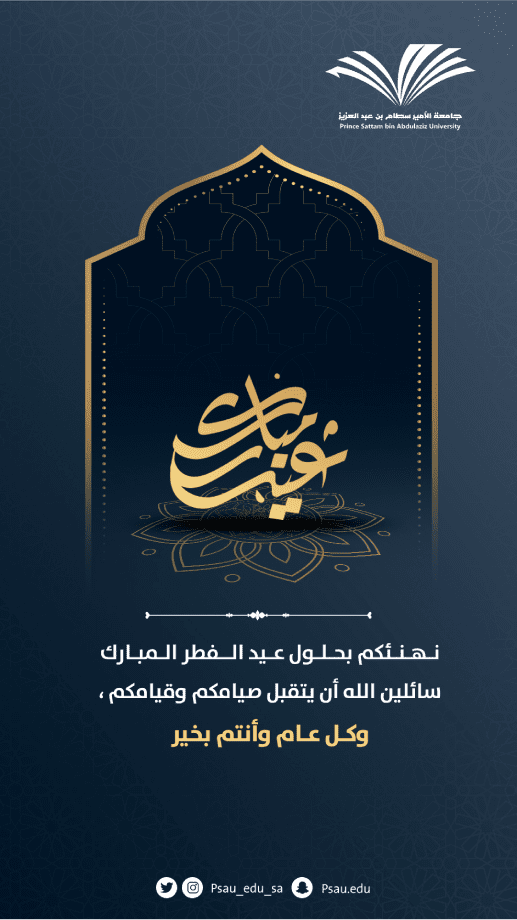 جامعة الأمير سطام بن عبد العزيز
Prince Sattam bin Abdulaziz University
عيد مبارك
نهنئكم بحلول عيد الفطر المبارك
سائلين الله أن يتقبل صيامكم وقيامكم ،
وكل عام وأنتم بخير
Psau_edu_sa Psau.edu